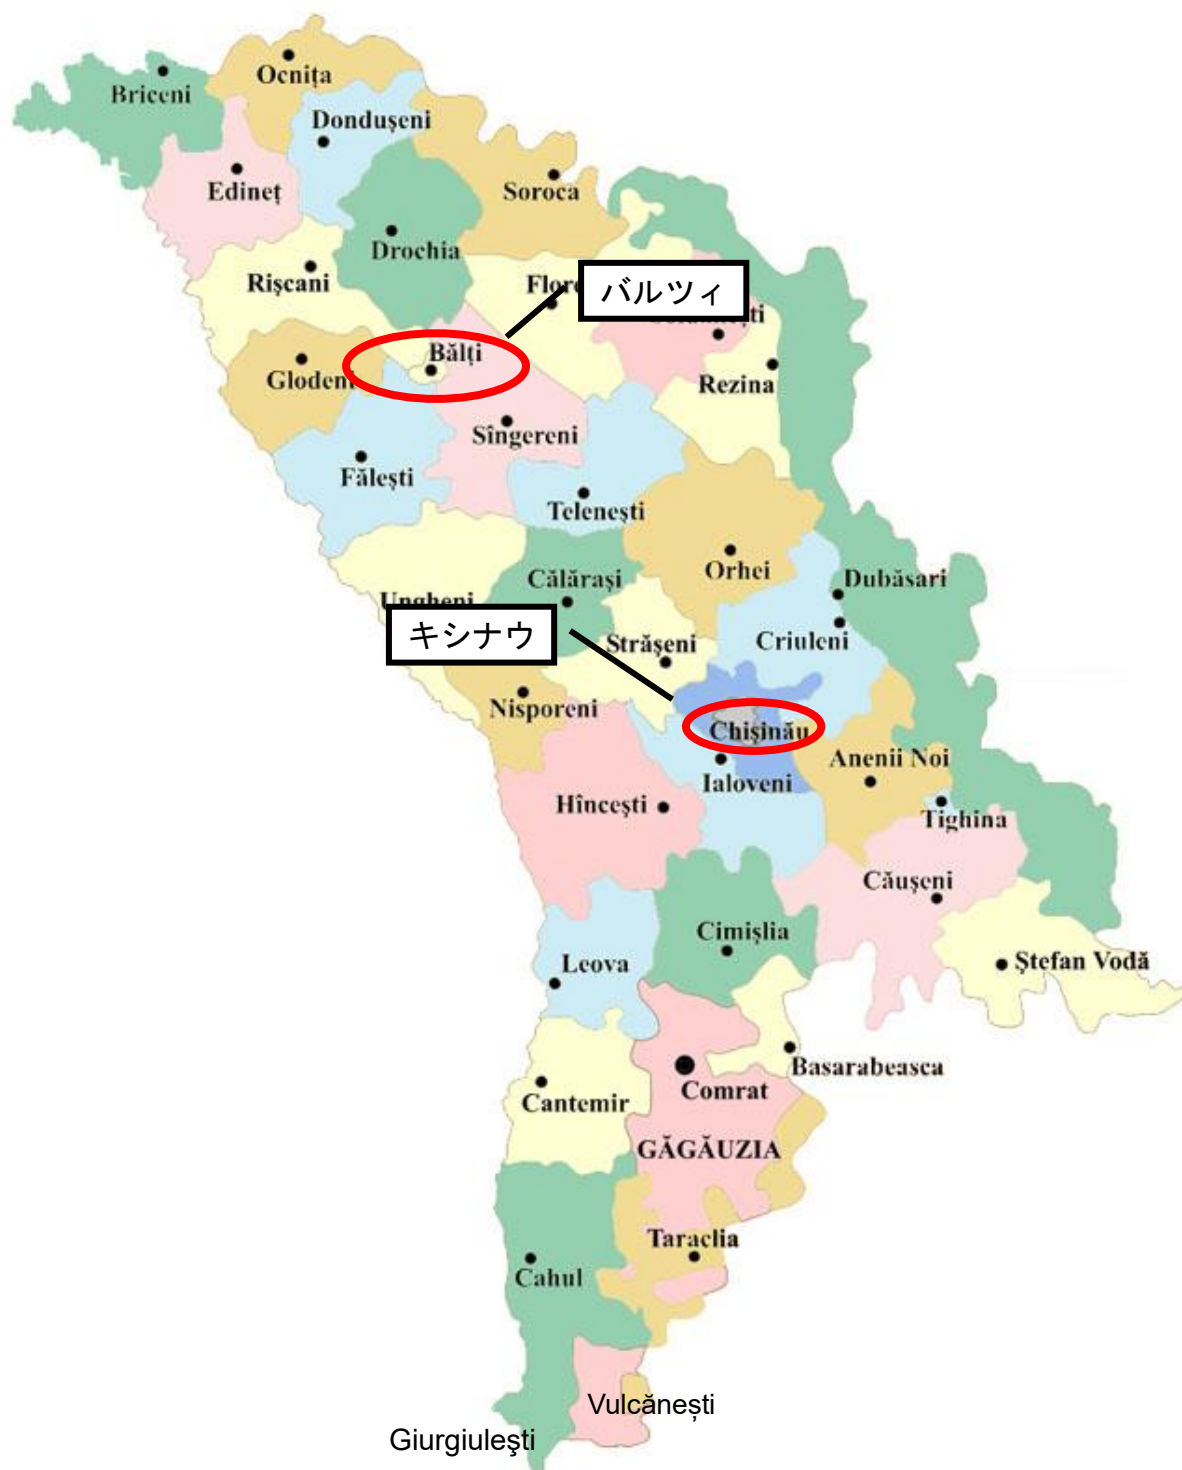 Ocnița
Briceni
Dondușeni
Edineț
Soroca
Drochia
Rișcani
バルツィ
Bălți
Glodeni
Rezina
Sîngereni
Fălești
Telenești
Orhei
Călărași
Dubăsari
キシナウ
Criuleni
Strășeni
Nisporeni
Chișinău
Anenii Noi
Ialoveni
Hîncești
Tighina
Căușeni
Cimișlia
Ștefan Vodă
Leova
Basarabeasca
Comrat
Cantemir
GĂGĂUZIA
Taraclia
Cahul
Vulcănești
Giurgiuleşti